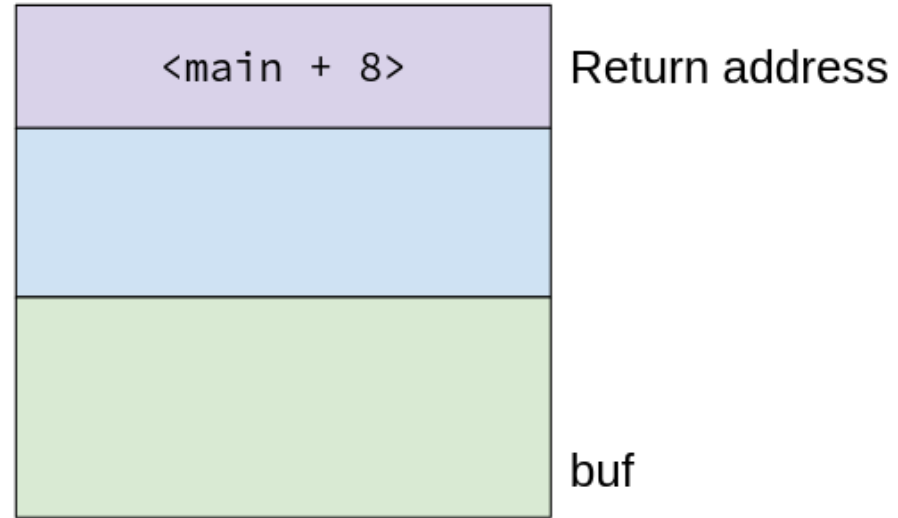 <main + 8>
Return address
buf